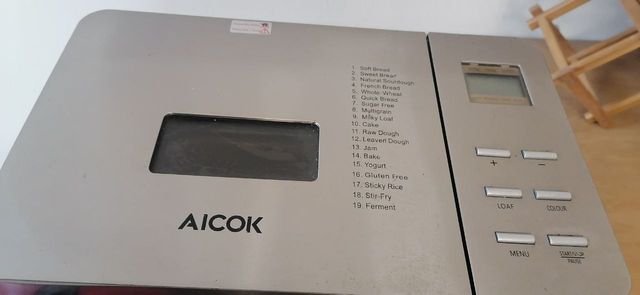 1. Soft Bread
2. Sweet Bread
3. Natural Sourdough
4. French Bread
5. Whole-Wheat
6. Quick Bread
7. Sugar Free
8. Multigrain
9. Milky Loaf
10. Cake
11. Raw Dough
12. Leaven Dough
13. Jam
14. Bake
15. Yogurt
16. Gluten Free
17. Sticky Rice
18. Stir-Fry
19. Ferment
AICOK
+ −
LOAF COLOUR
MENU
PAUSE